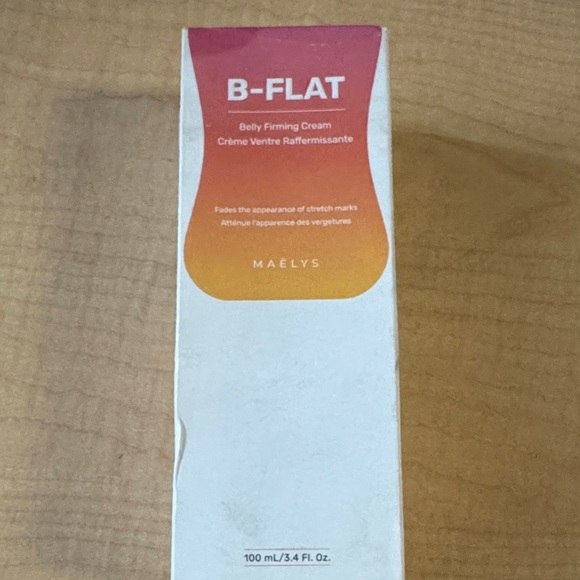 B-FLAT
Belly Firming Cream
Crème Ventre Raffermissante
Fades the appearance of stretch marks
Atténue l'apparence des vergetures
MAËLYS
100 mL/3.4 Fl. Oz.